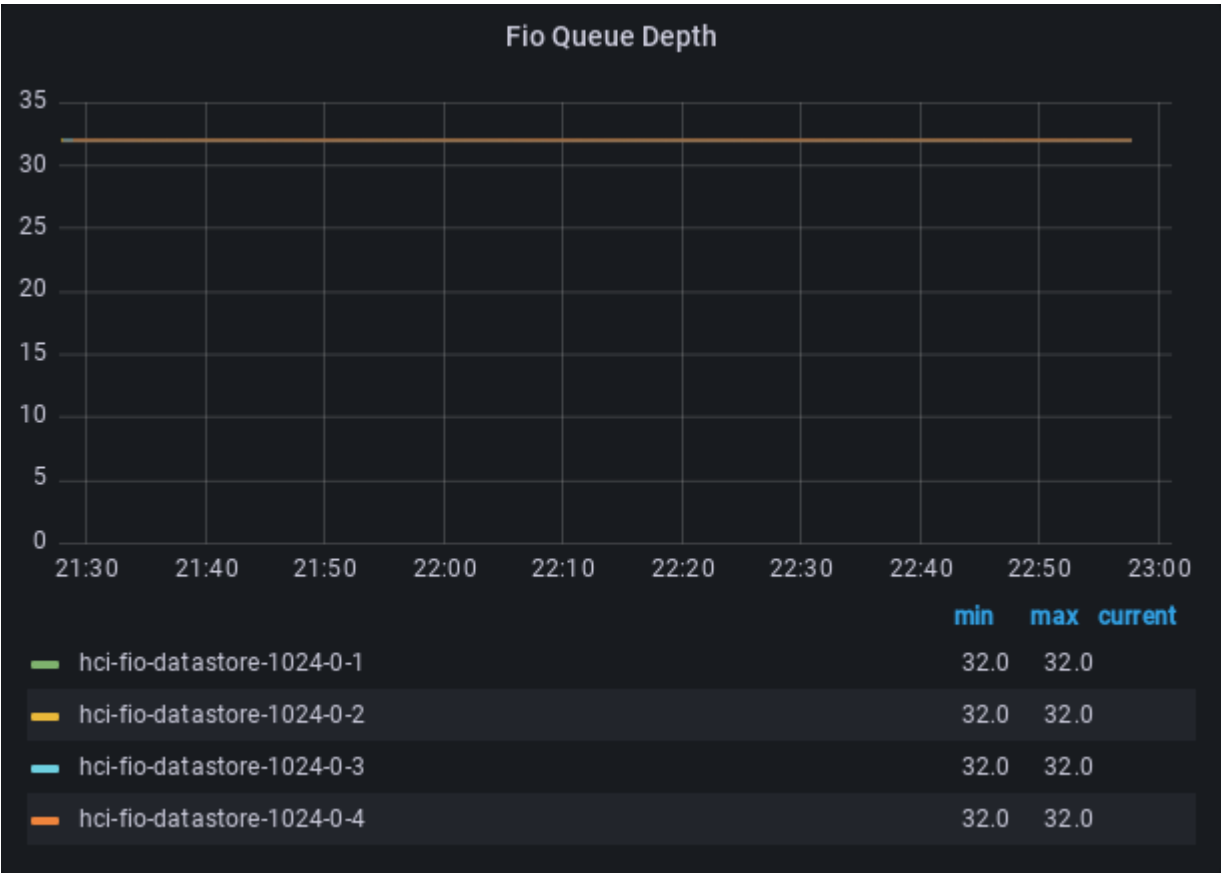 Fio Queue Depth
35
30
25
20
15
10
5
0
21:30 21:40 21:50 22:00 22:10 22:20 22:30 22:40 22:50 23:00
min max current
hci-fio-datastore-1024-0-1 32.0 32.0
hci-fio-datastore-1024-0-2 32.0 32.0
hci-fio-datastore-1024-0-3 32.0 32.0
hci-fio-datastore-1024-0-4 32.0 32.0